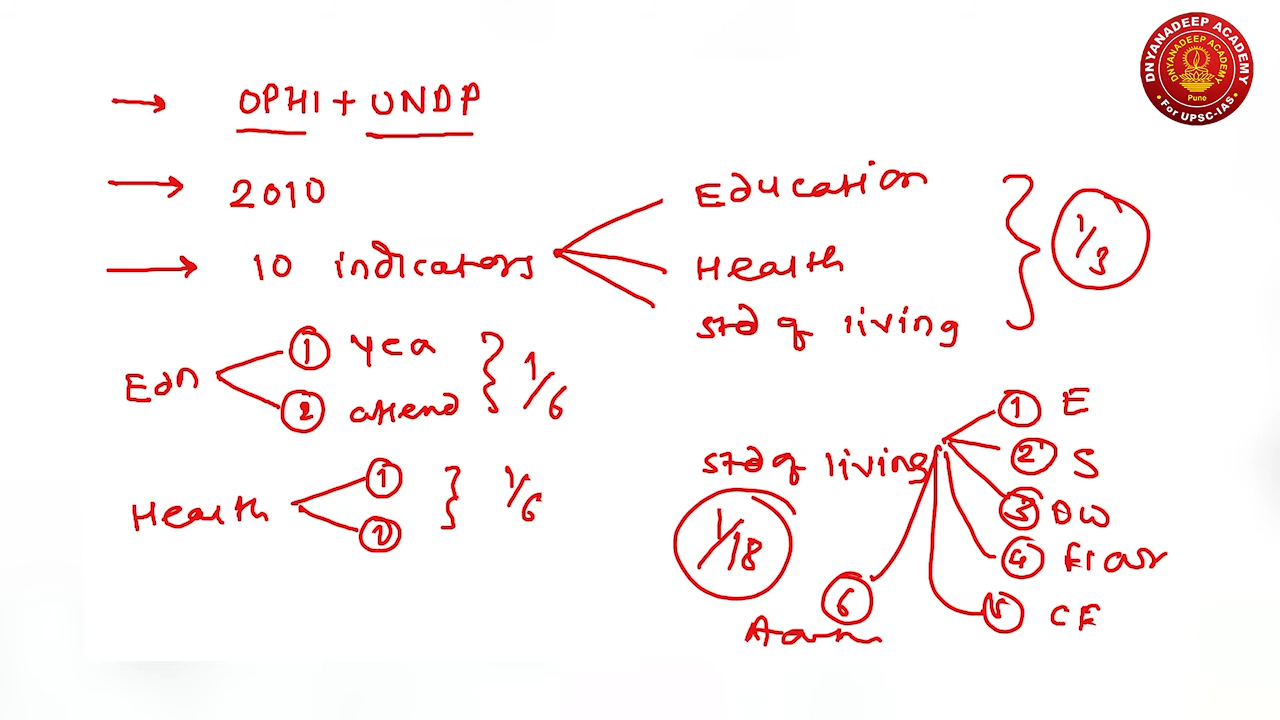 DNYANADEEP ACADEMY
DNYANADEEP ACADEMY
Pune
For UPSC-IAS
→ OPHI + UNDP
→ 2010
→ 10 indicators
Education
Health
std of living
1/3
Edn
① yea
② attend
1/6
Health
①
②
1/6
std of living
1/18
① E
② S
③ DW
④ Floor
⑤ CF
⑥